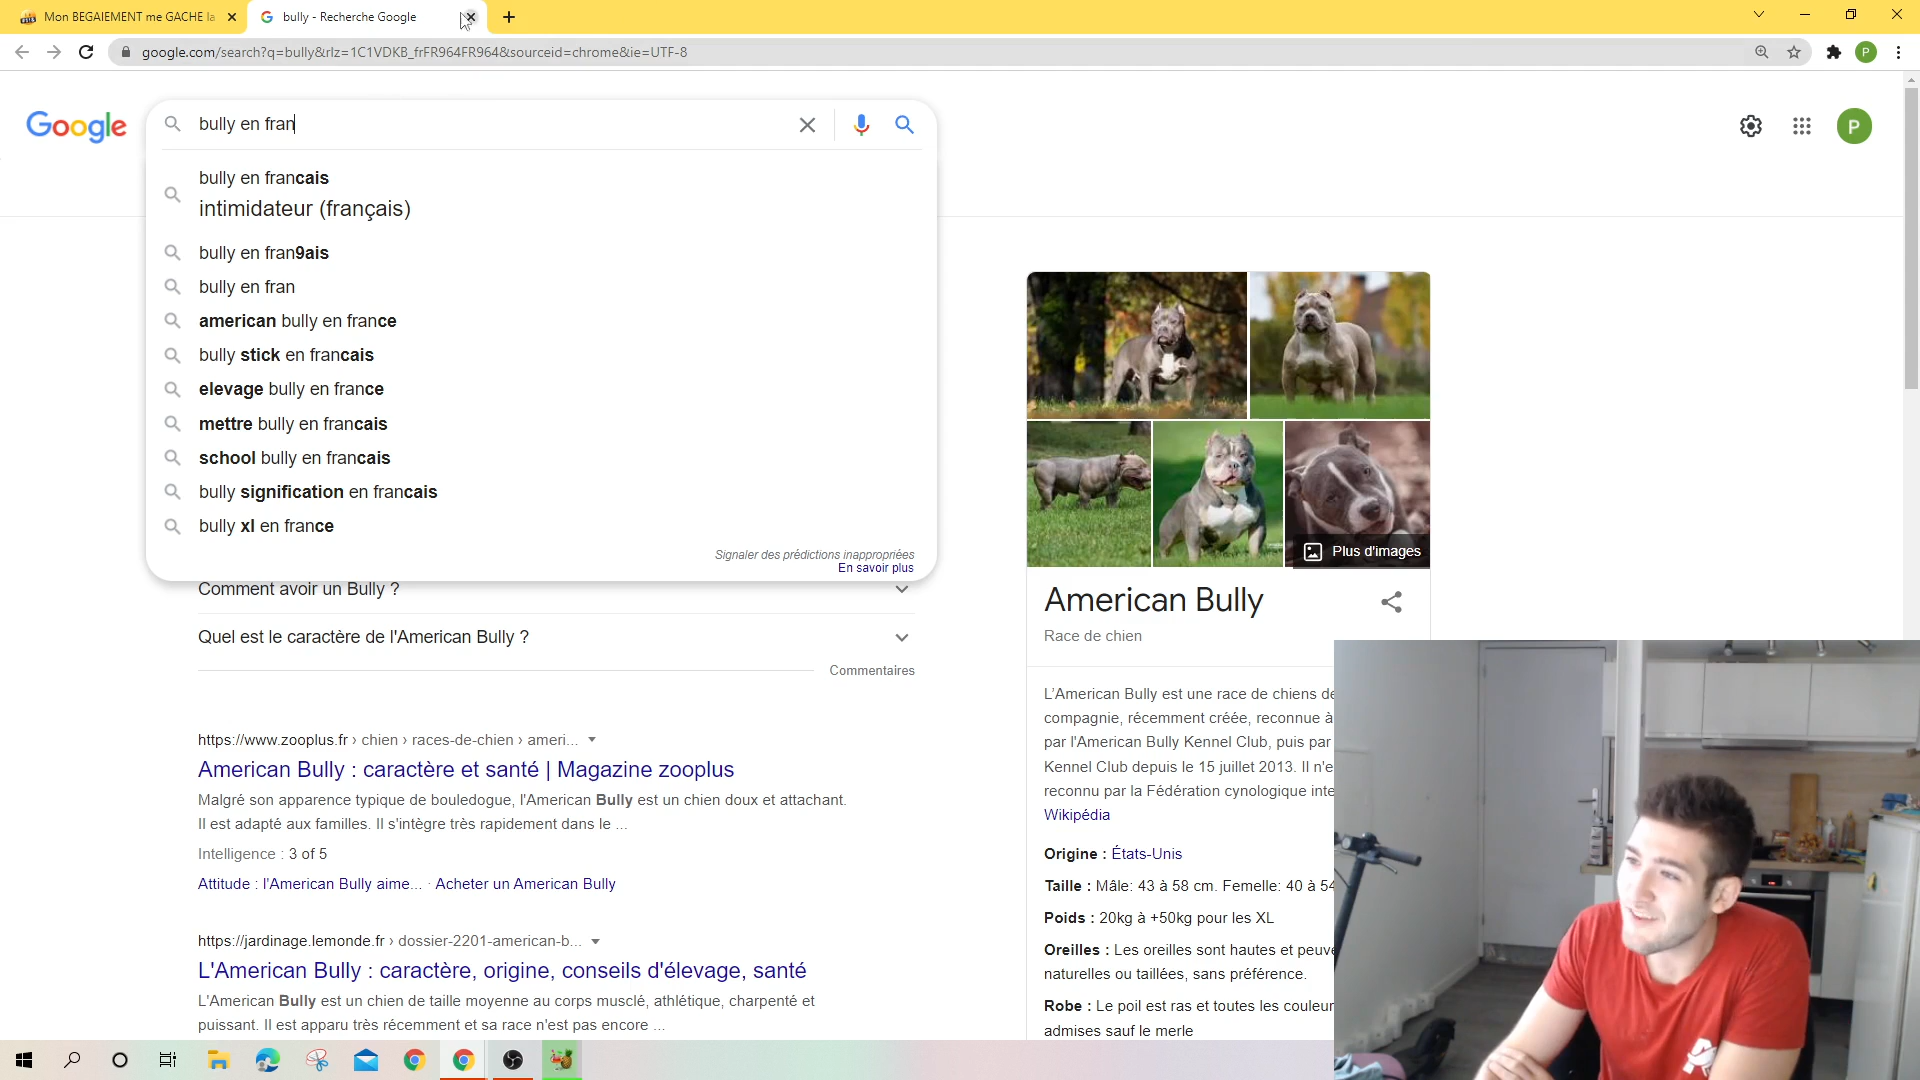 Mon BEGAIEMENT me GACHE la
bully - Recherche Google
google.com/search?q=bully&rlz=1C1VDKB_frFR964FR964&sourceid=chrome&ie=UTF-8
P
Google
bully en fran
P
bully en francais
intimidateur (français)
bully en fran9ais
bully en fran
american bully en france
bully stick en francais
elevage bully en france
mettre bully en francais
school bully en francais
bully signification en francais
bully xl en france
Signaler des prédictions inappropriées
En savoir plus
Comment avoir un Bully ?
Quel est le caractère de l'American Bully ?
Commentaires
https://www.zooplus.fr › chien › races-de-chien › ameri...
American Bully : caractère et santé | Magazine zooplus
Malgré son apparence typique de bouledogue, l'American Bully est un chien doux et attachant.
Il est adapté aux familles. Il s'intègre très rapidement dans le ...
Intelligence : 3 of 5
Attitude : l'American Bully aime... · Acheter un American Bully
https://jardinage.lemonde.fr › dossier-2201-american-b...
L'American Bully : caractère, origine, conseils d'élevage, santé
L'American Bully est un chien de taille moyenne au corps musclé, athlétique, charpenté et
puissant. Il est apparu très récemment et sa race n'est pas encore ...
Plus d'images
American Bully
Race de chien
L'American Bully est une race de chiens de
compagnie, récemment créée, reconnue à
par l'American Bully Kennel Club, puis par
Kennel Club depuis le 15 juillet 2013. Il n'e
reconnu par la Fédération cynologique inte
Wikipédia
Origine : États-Unis
Taille : Mâle: 43 à 58 cm. Femelle: 40 à 54
Poids : 20kg à +50kg pour les XL
Oreilles : Les oreilles sont hautes et peuve
naturelles ou taillées, sans préférence.
Robe : Le poil est ras et toutes les couleur
admises sauf le merle